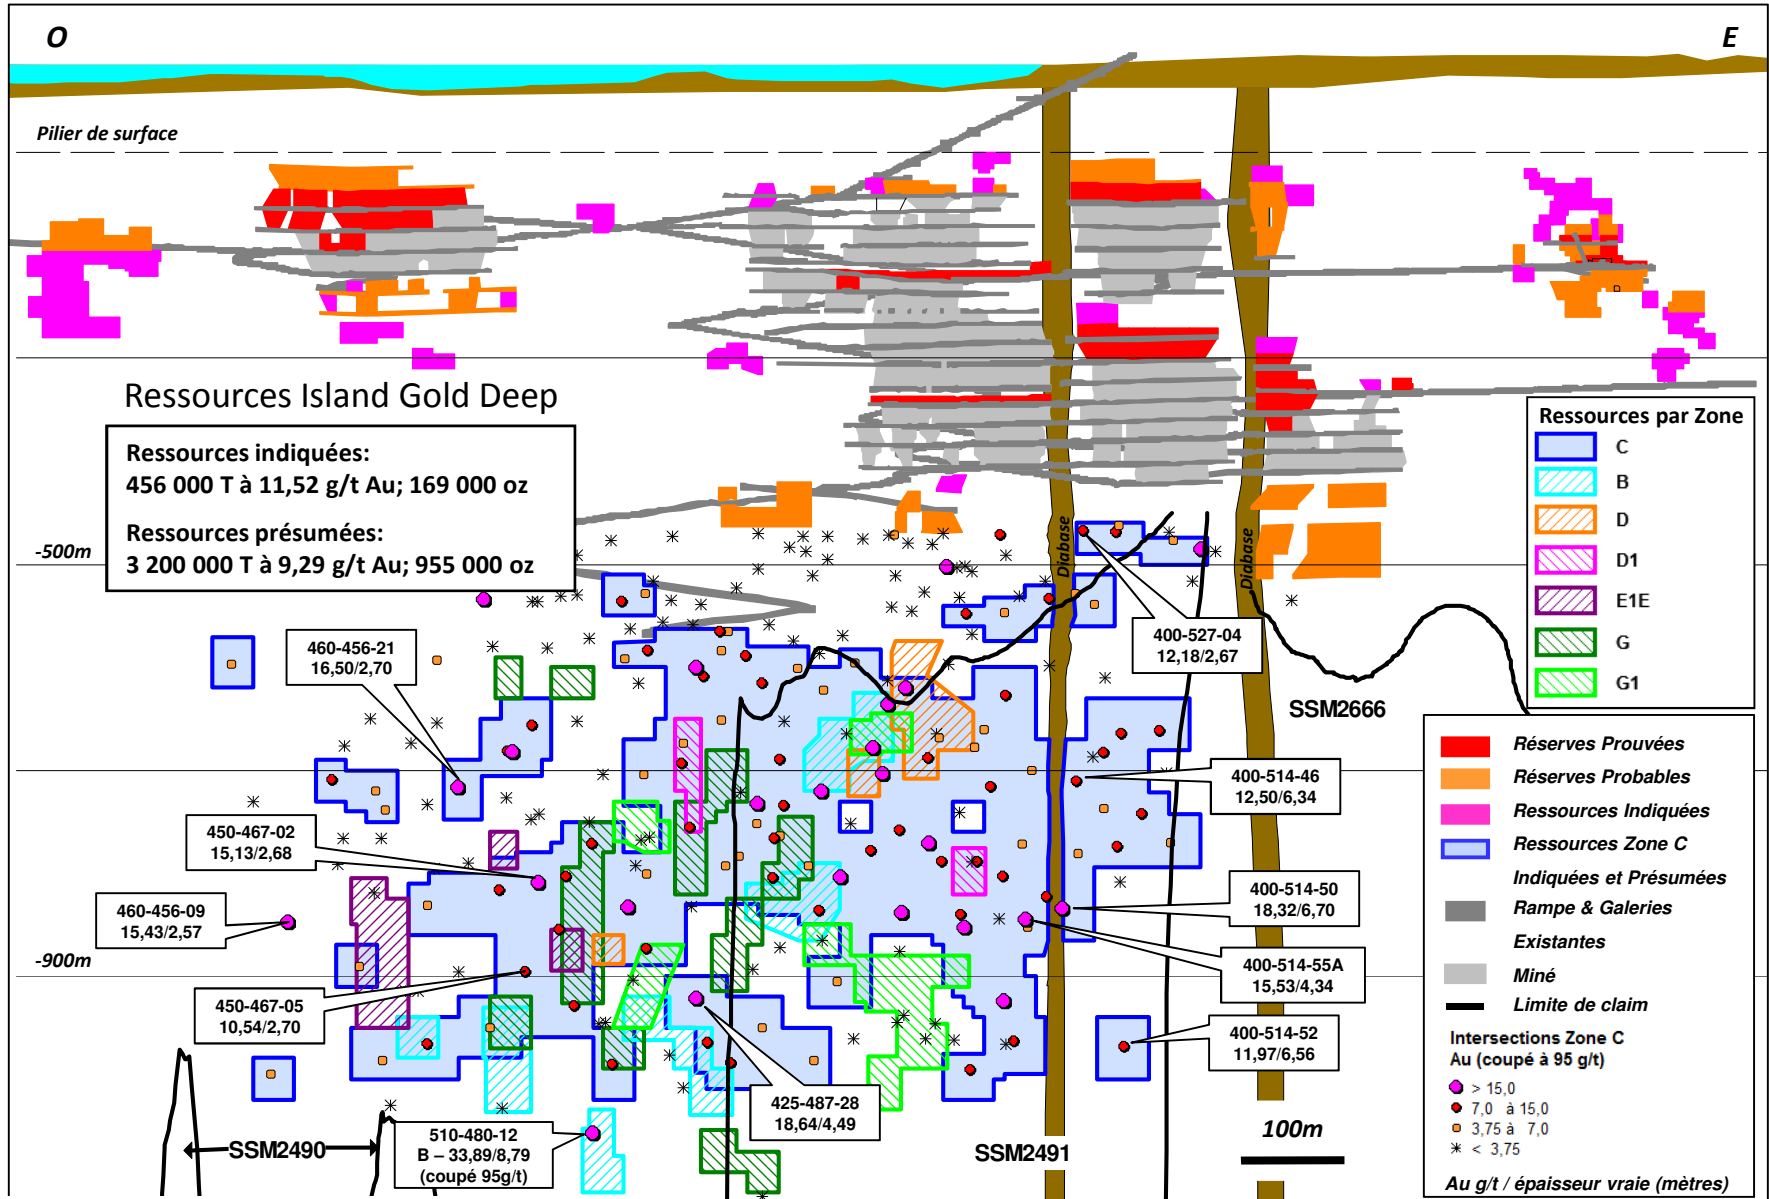 O
E
Pilier de surface
Ressources Island Gold Deep
Ressources indiquées:
456 000 T à 11,52 g/t Au; 169 000 oz
Ressources présumées:
3 200 000 T à 9,29 g/t Au; 955 000 oz
-500m
-900m
Diabase
Diabase
Ressources par Zone
C
B
D
D1
E1E
G
G1
460-456-21
16,50/2,70
450-467-02
15,13/2,68
460-456-09
15,43/2,57
450-467-05
10,54/2,70
510-480-12
B – 33,89/8,79
(coupé 95g/t)
425-487-28
18,64/4,49
400-527-04
12,18/2,67
400-514-46
12,50/6,34
400-514-50
18,32/6,70
400-514-55A
15,53/4,34
400-514-52
11,97/6,56
SSM2666
SSM2490
SSM2491
100m
Réserves Prouvées
Réserves Probables
Ressources Indiquées
Ressources Zone C
Indiquées et Présumées
Rampe & Galeries
Existantes
Miné
Limite de claim
Intersections Zone C
Au (coupé à 95 g/t)
> 15,0
7,0 à 15,0
3,75 à 7,0
< 3,75
Au g/t / épaisseur vraie (mètres)